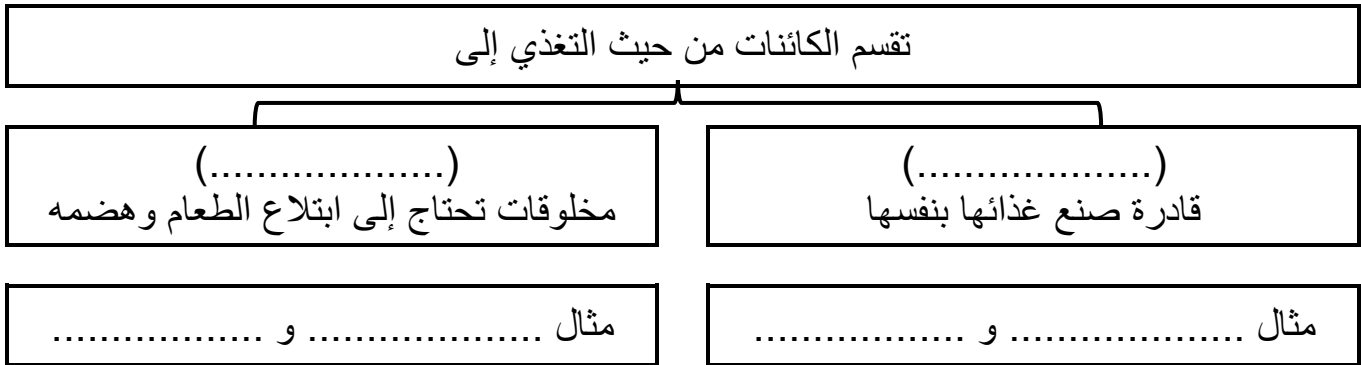 تقسم الكائنات من حيث التغذي إلى
(....................)
قادرة صنع غذائها بنفسها
(....................)
مخلوقات تحتاج إلى ابتلاع الطعام وهضمه
مثال .................... و ..................
مثال .................... و ..................